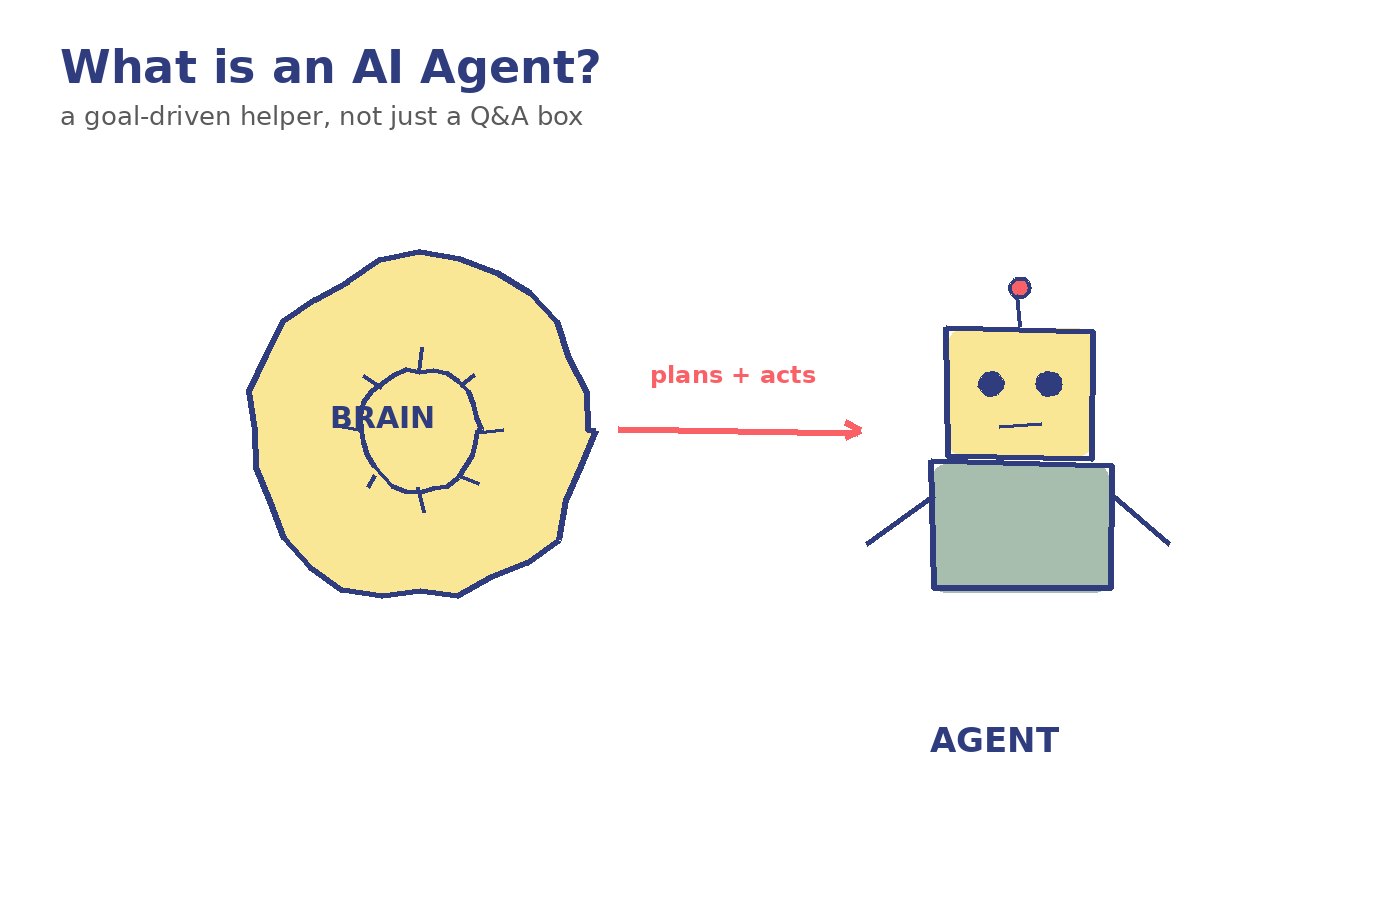 What is an AI Agent?
a goal-driven helper, not just a Q&A box
plans + acts
BRAIN
AGENT